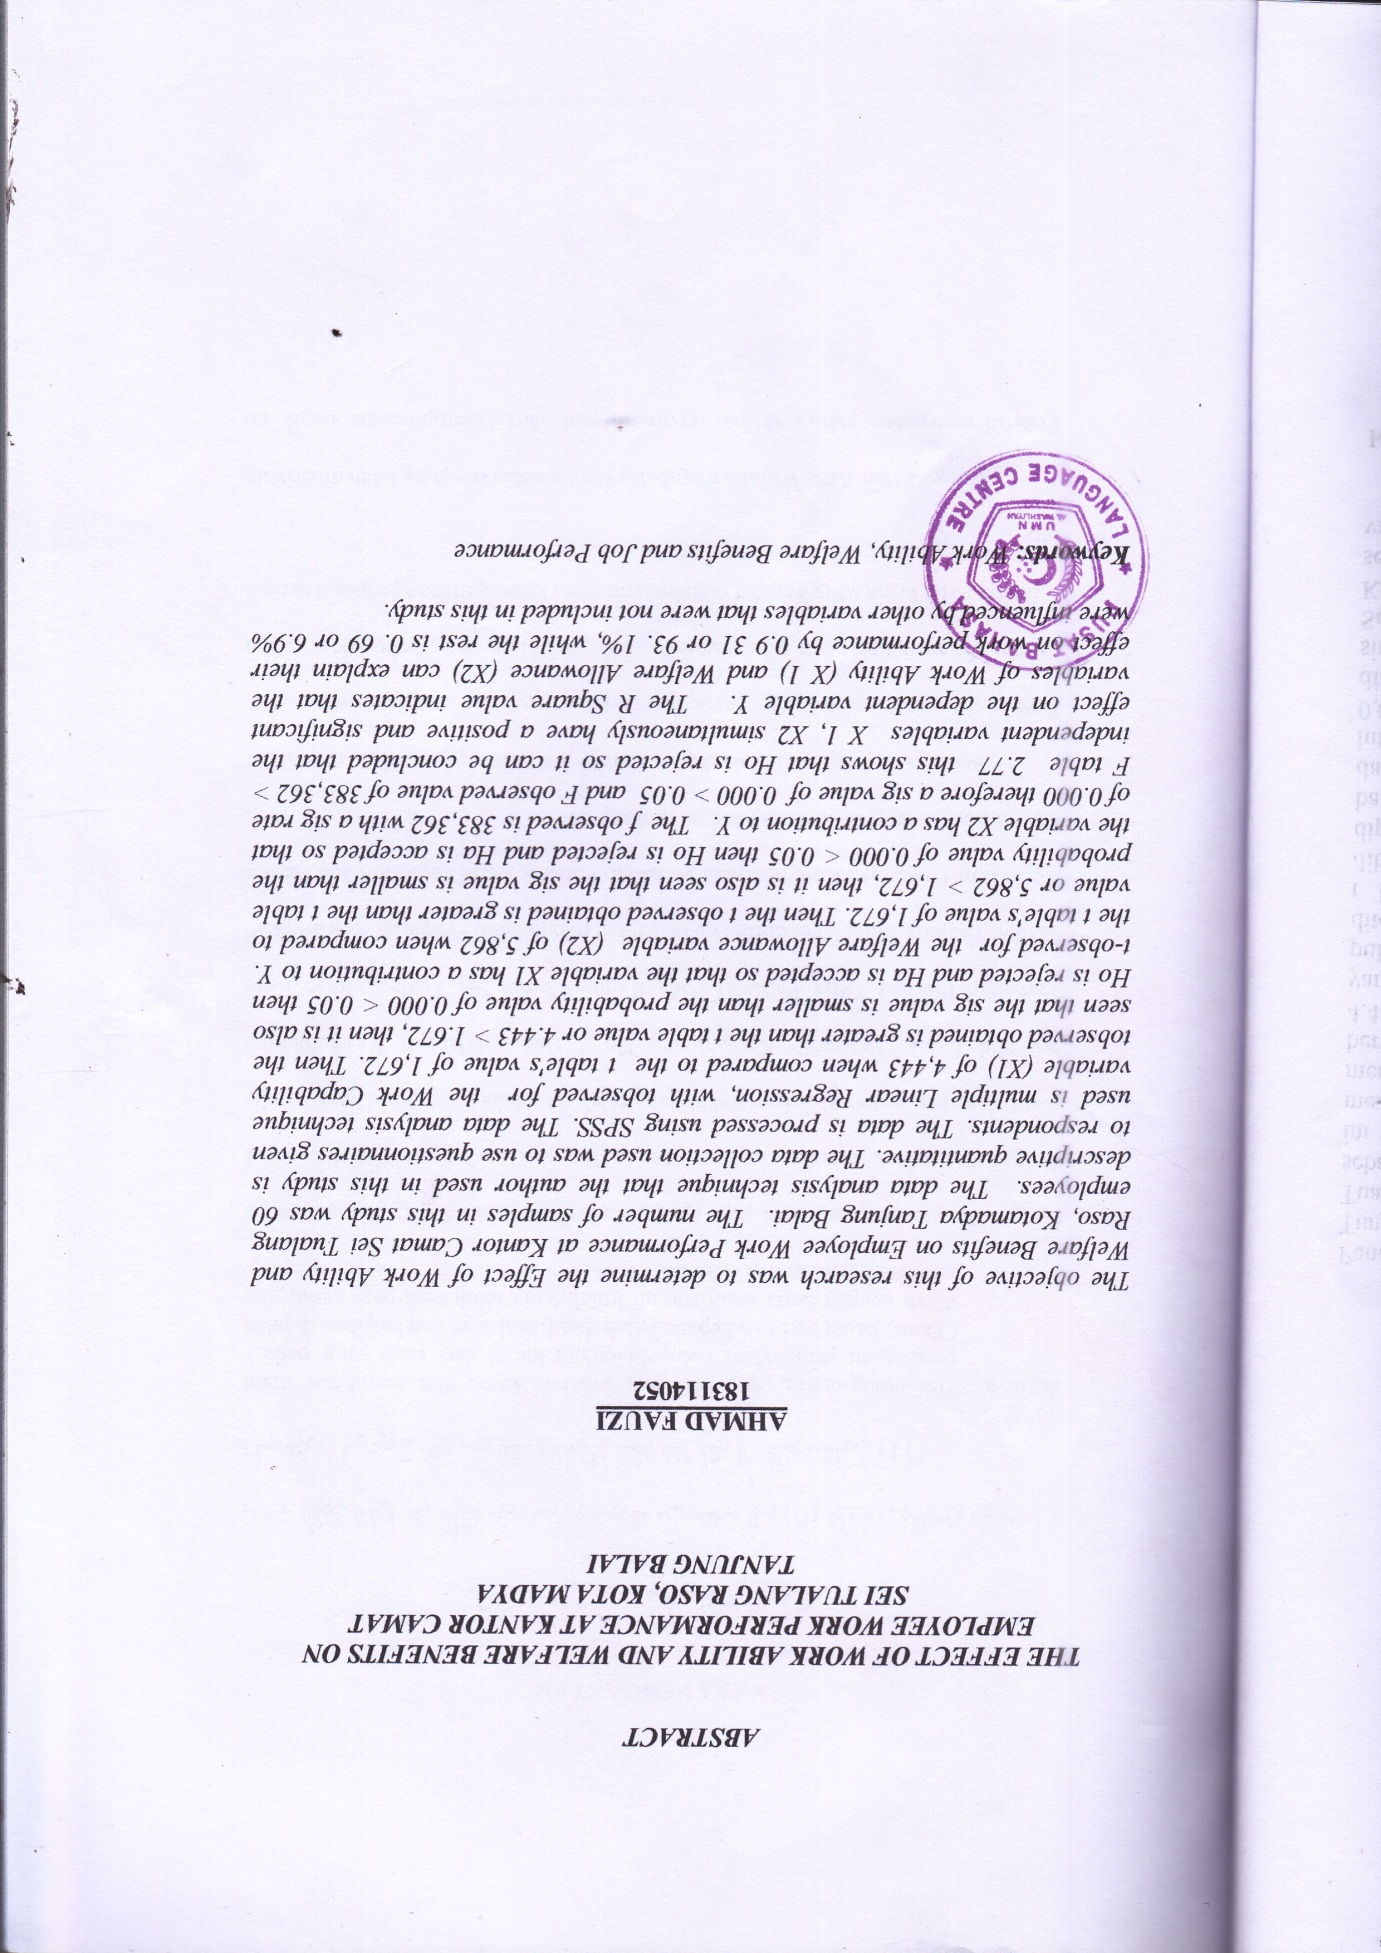 ABSTRACT
THE EFFECT OF WORK ABILITY AND WELFARE BENEFITS ON
EMPLOYEE WORK PERFORMANCE AT KANTOR CAMAT
SEI TUALANG RASO, KOTA MADYA
TANJUNG BALAI
AHMAD FAUZI
183114052
The objective of this research was to determine the Effect of Work Ability and
Welfare Benefits on Employee Work Performance at Kantor Camat Sei Tualang
Raso, Kotamadya Tanjung Balai. The number of samples in this study was 60
employees. The data analysis technique that the author used in this study is
descriptive quantitative. The data collection used was to use questionnaires given
to respondents. The data is processed using SPSS. The data analysis technique
used is multiple Linear Regression, with tobserved for the Work Capability
variable (X1) of 4,443 when compared to the t table's value of 1,672. Then the
tobserved obtained is greater than the t table value or 4.443 > 1.672, then it is also
seen that the sig value is smaller than the probability value of 0.000 < 0.05 then
Ho is rejected and Ha is accepted so that the variable X1 has a contribution to Y.
t-observed for the Welfare Allowance variable (X2) of 5,862 when compared to
the t table's value of 1,672. Then the t observed obtained is greater than the t table
value or 5,862 > 1,672, then it is also seen that the sig value is smaller than the
probability value of 0.000 < 0.05 then Ho is rejected and Ha is accepted so that
the variable X2 has a contribution to Y. The f observed is 383,362 with a sig rate
of 0.000 therefore a sig value of 0.000 > 0.05 and F observed value of 383,362 >
F table 2.77 this shows that Ho is rejected so it can be concluded that the
independent variables X 1, X2 simultaneously have a positive and significant
effect on the dependent variable Y. The R Square value indicates that the
variables of Work Ability (X 1) and Welfare Allowance (X2) can explain their
effect on work performance by 0.9 31 or 93. 1%, while the rest is 0. 69 or 6.9%
were influenced by other variables that were not included in this study.
Keywords: Work Ability, Welfare Benefits and Job Performance
PUSAT BAHASA
UMN
AL WASHLIYAH
LANGUAGE CENTRE